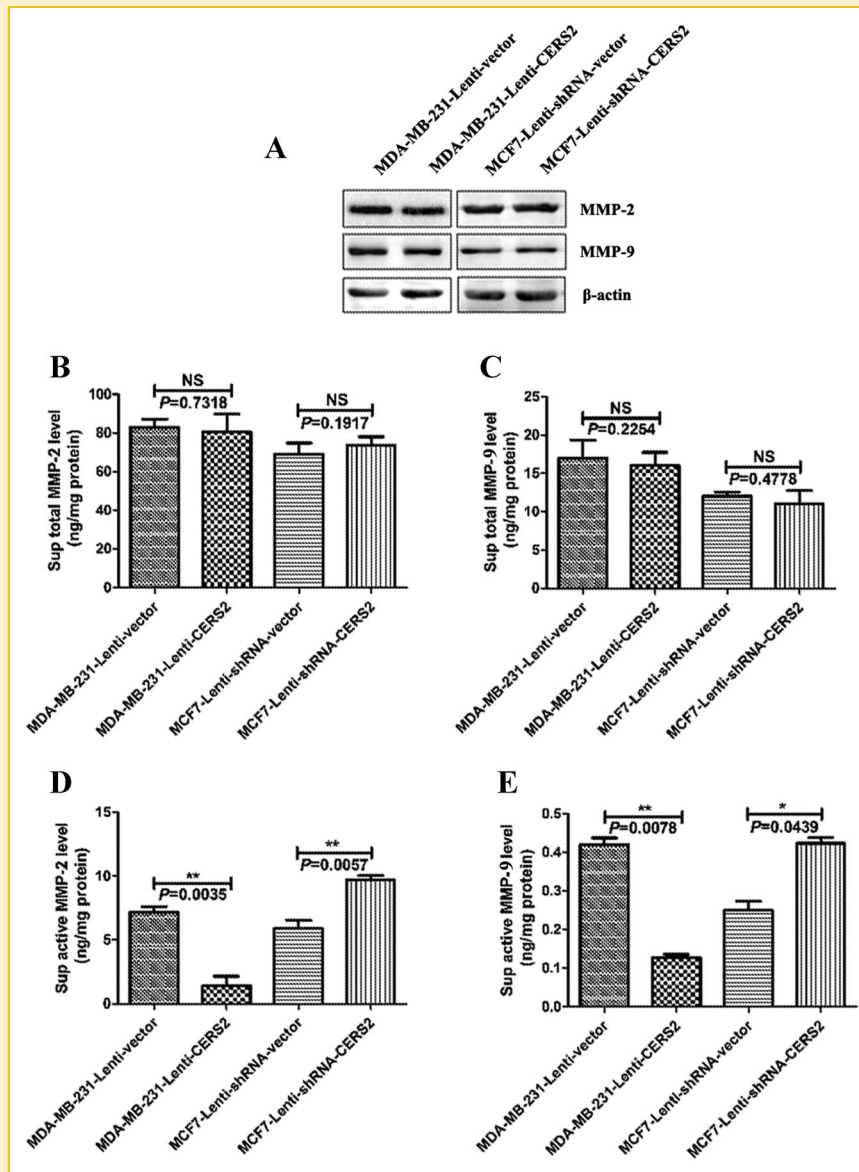 A
MDA-MB-231-Lenti-vector
MDA-MB-231-Lenti-CERS2
MCF7-Lenti-shRNA-vector
MCF7-Lenti-shRNA-CERS2
MMP-2
MMP-9
β-actin
B
Sup total MMP-2 level
(ng/mg protein)
100
80
60
40
20
0
NS
P=0.7318
NS
P=0.1917
MDA-MB-231-Lenti-vector
MDA-MB-231-Lenti-CERS2
MCF7-Lenti-shRNA-vector
MCF7-Lenti-shRNA-CERS2
C
Sup total MMP-9 level
(ng/mg protein)
25
20
15
10
5
0
NS
P=0.2254
NS
P=0.4778
MDA-MB-231-Lenti-vector
MDA-MB-231-Lenti-CERS2
MCF7-Lenti-shRNA-vector
MCF7-Lenti-shRNA-CERS2
D
Sup active MMP-2 level
(ng/mg protein)
15
10
5
0
**
P=0.0035
**
P=0.0057
MDA-MB-231-Lenti-vector
MDA-MB-231-Lenti-CERS2
MCF7-Lenti-shRNA-vector
MCF7-Lenti-shRNA-CERS2
E
Sup active MMP-9 level
(ng/mg protein)
0.5
0.4
0.3
0.2
0.1
0.0
**
P=0.0078
*
P=0.0439
MDA-MB-231-Lenti-vector
MDA-MB-231-Lenti-CERS2
MCF7-Lenti-shRNA-vector
MCF7-Lenti-shRNA-CERS2